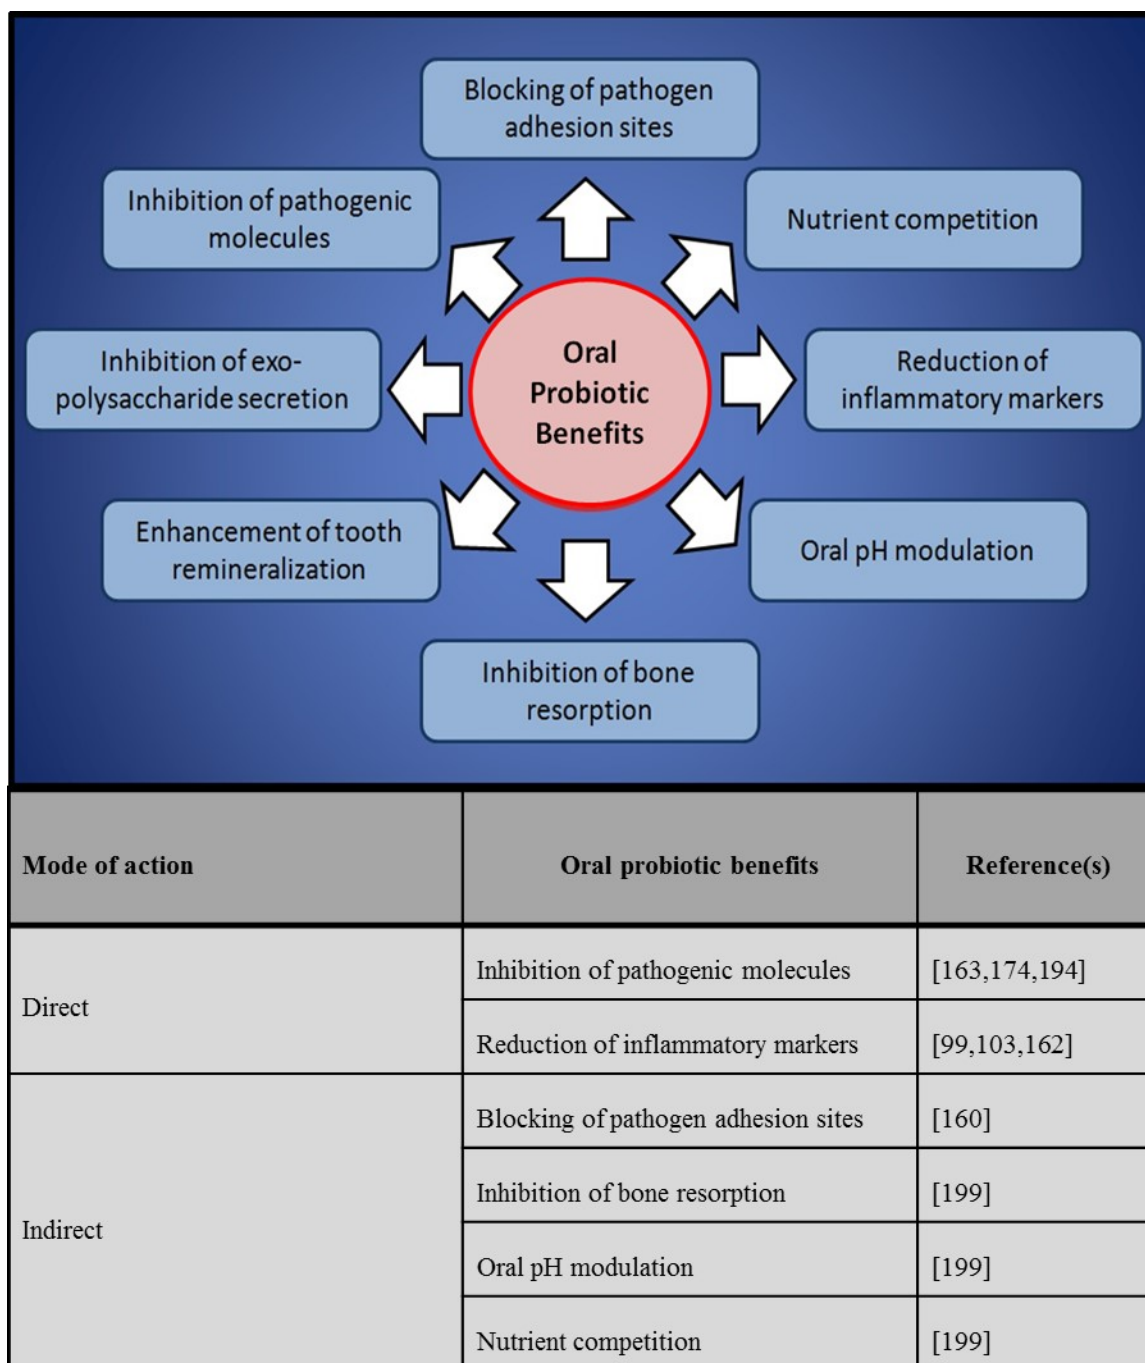 Blocking of pathogen
adhesion sites
Inhibition of pathogenic
molecules
Nutrient competition
Inhibition of exo-
polysaccharide secretion
Oral
Probiotic
Benefits
Reduction of
inflammatory markers
Enhancement of tooth
remineralization
Oral pH modulation
Inhibition of bone
resorption
Mode of action Oral probiotic benefits Reference(s)
Direct
Inhibition of pathogenic molecules [163,174,194]
Reduction of inflammatory markers [99,103,162]
Indirect
Blocking of pathogen adhesion sites [160]
Inhibition of bone resorption [199]
Oral pH modulation [199]
Nutrient competition [199]